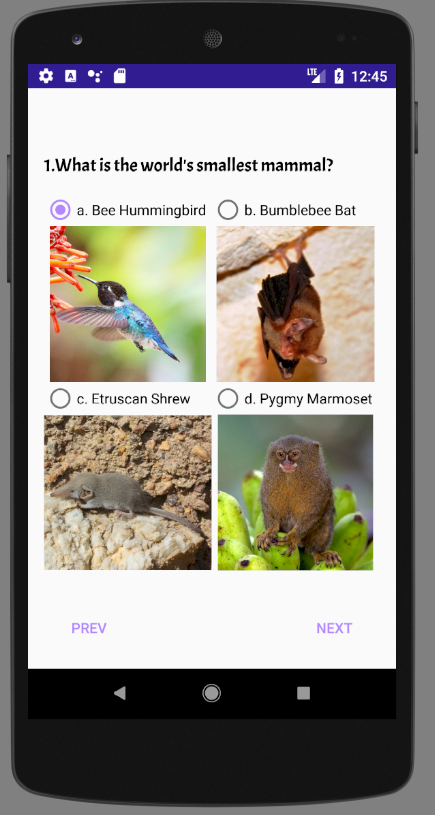 LTE 12:45
1.What is the world's smallest mammal?
a. Bee Hummingbird b. Bumblebee Bat
c. Etruscan Shrew d. Pygmy Marmoset
PREV NEXT